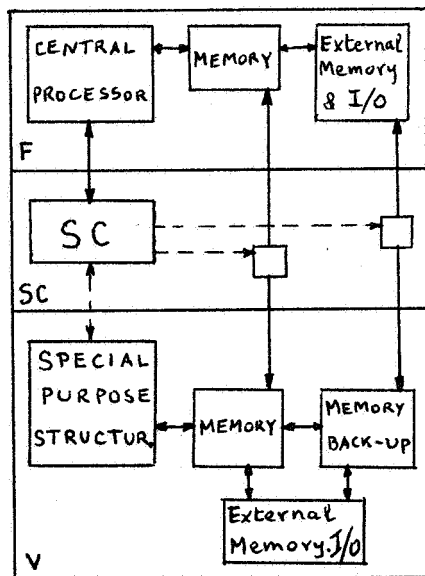 CENTRAL
PROCESSOR
MEMORY
External
Memory
& I/O
F
SC
SC
SPECIAL
PURPOSE
STRUCTUR.
MEMORY
MEMORY
BACK-UP
External
Memory.I/O
V